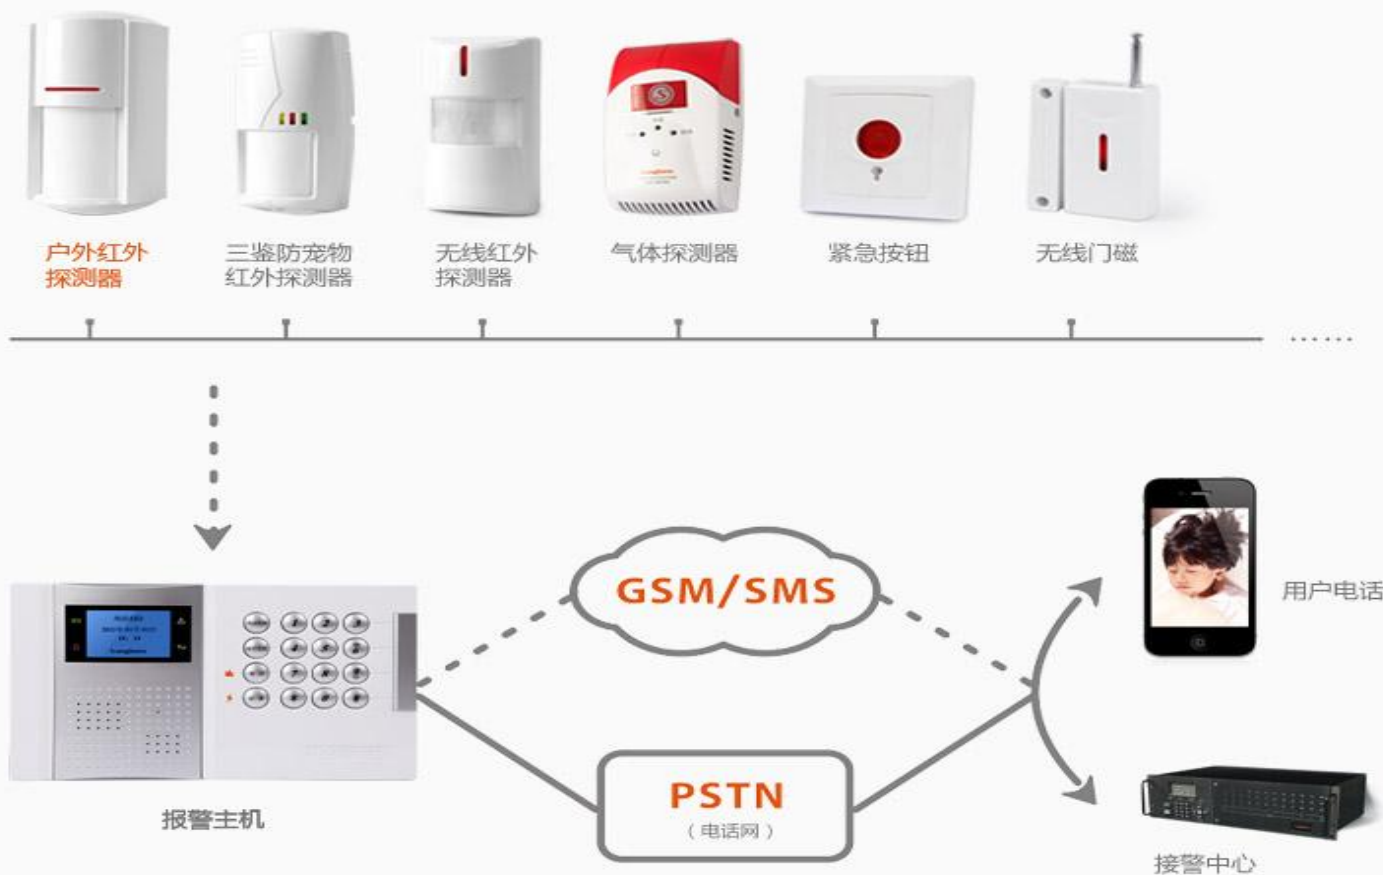 户外红外
探测器
三鉴防宠物
红外探测器
无线红外
探测器
气体探测器
紧急按钮
无线门磁
……
GSM/SMS
用户电话
报警主机
PSTN
（电话网）
接警中心